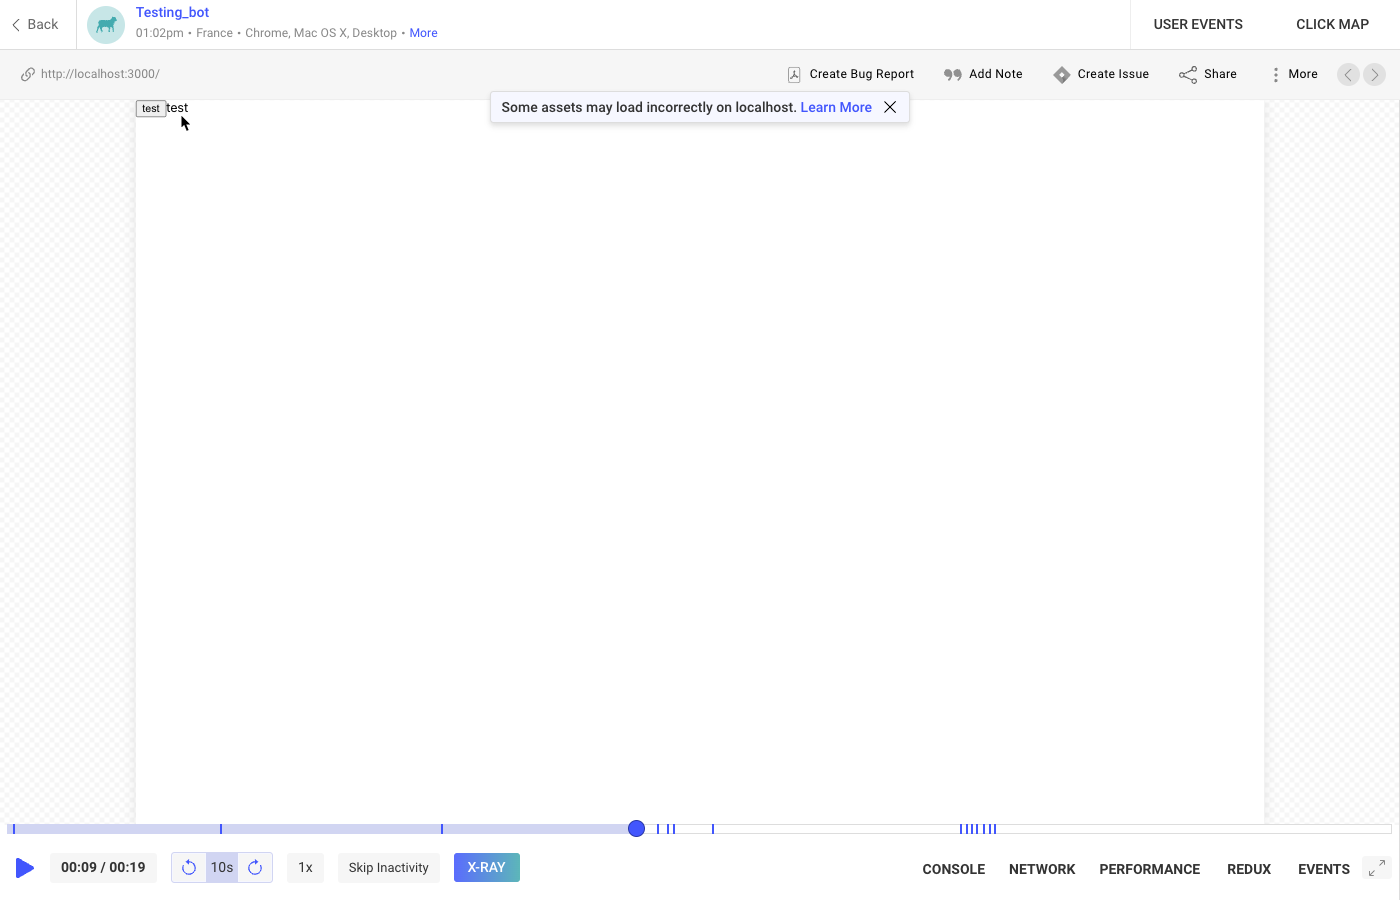 Back
Testing_bot
01:02pm • France • Chrome, Mac OS X, Desktop • More
USER EVENTS
CLICK MAP
http://localhost:3000/
Create Bug Report
Add Note
Create Issue
Share
More
test test
Some assets may load incorrectly on localhost. Learn More
00:09 / 00:19
10s
1x
Skip Inactivity
X-RAY
CONSOLE
NETWORK
PERFORMANCE
REDUX
EVENTS